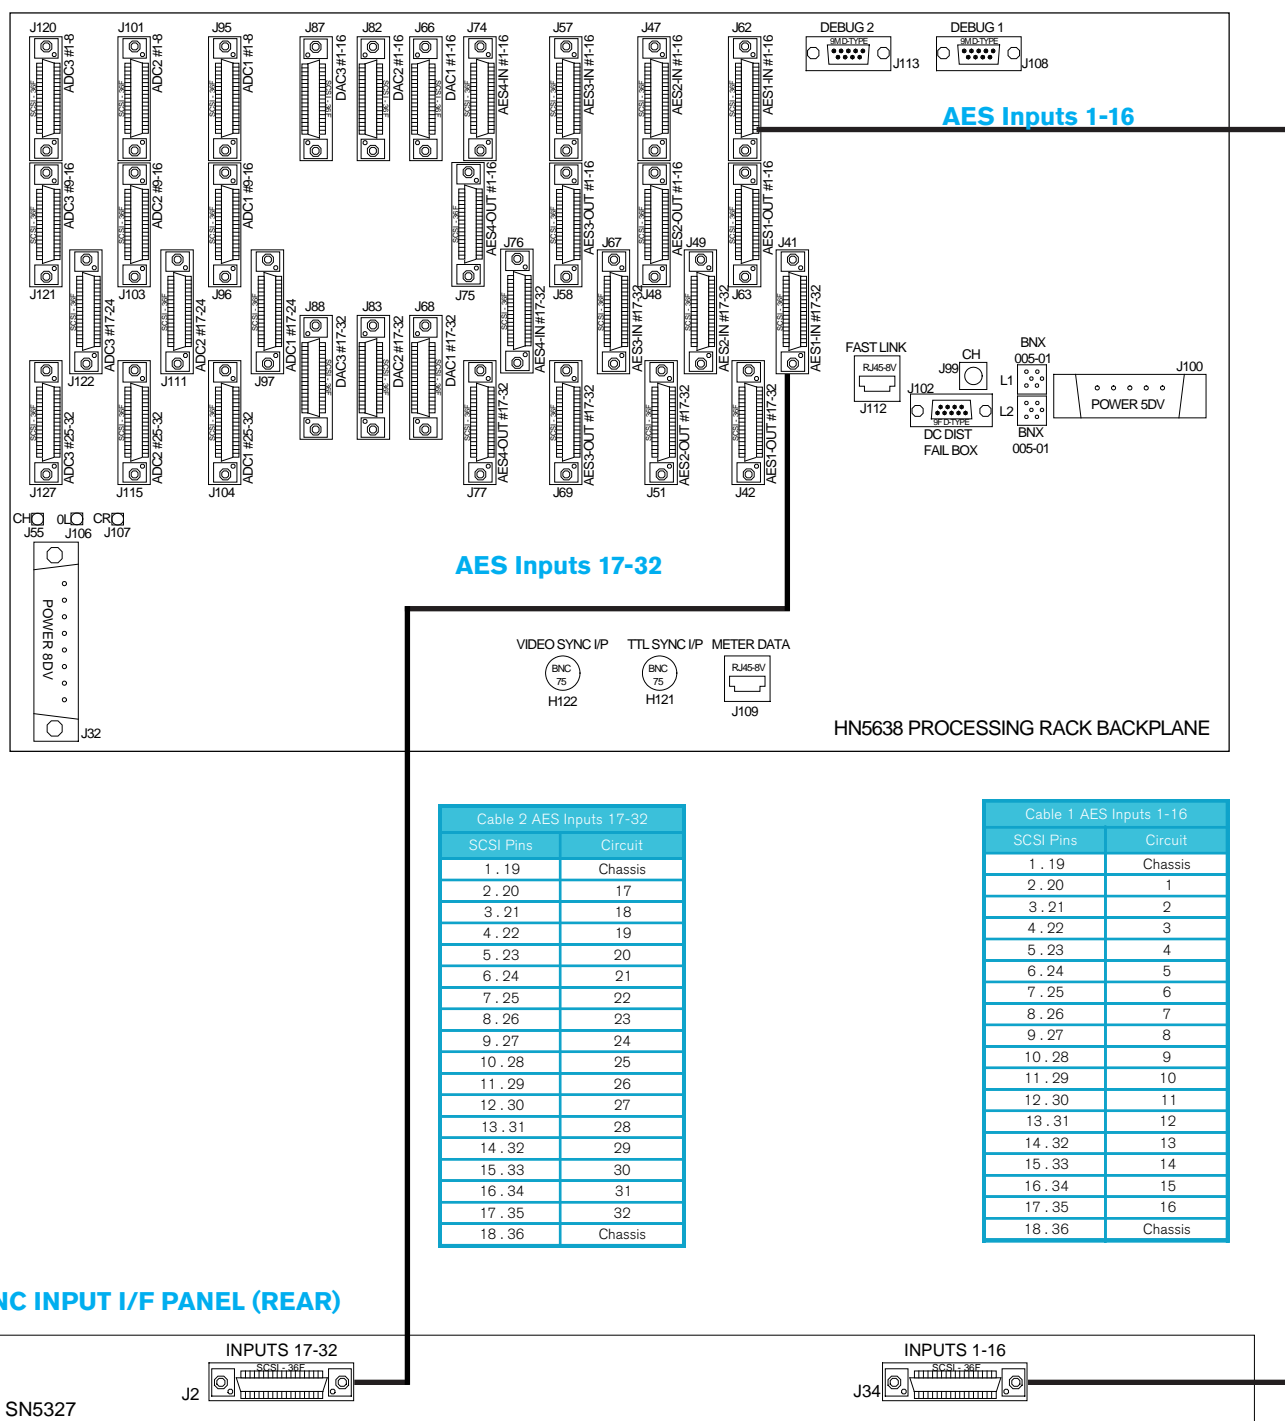 J120 J101 J95 J87 J82 J66 J74 J57 J47 J62
DEBUG 2 DEBUG 1
9M D-TYPE 9M D-TYPE
J113 J108
SCSI - 36F
ADC3 #1-8
ADC2 #1-8
ADC1 #1-8
DAC3 #1-16
DAC2 #1-16
DAC1 #1-16
AES4-IN #1-16
AES3-IN #1-16
AES2-IN #1-16
AES1-IN #1-16
AES Inputs 1-16
ADC3 #9-16
ADC2 #9-16
ADC1 #9-16
AES4-OUT #1-16
AES3-OUT #1-16
AES2-OUT #1-16
AES1-OUT #1-16
J76 J67 J49 J41
J121 J103 J96 J75 J58 J48 J63
ADC3 #17-24
ADC2 #17-24
ADC1 #17-24
J88 J83 J68
DAC3 #17-32
DAC2 #17-32
DAC1 #17-32
AES4-IN #17-32
AES3-IN #17-32
AES2-IN #17-32
AES1-IN #17-32
J122 J111 J97
FAST LINK
RJ45-8V
J112
CH
J99
J102
9F D-TYPE
DC DIST
FAIL BOX
BNX
005-01
L1
L2
BNX
005-01
J100
POWER 5DV
ADC3 #25-32
ADC2 #25-32
ADC1 #25-32
AES4-OUT #17-32
AES3-OUT #17-32
AES2-OUT #17-32
AES1-OUT #17-32
J127 J115 J104 J77 J69 J51 J42
CH 0L CR
J55 J106 J107
POWER 8DV
J32
AES Inputs 17-32
VIDEO SYNC I/P TTL SYNC I/P METER DATA
BNC
75
BNC
75
RJ45-8V
H122 H121 J109
HN5638 PROCESSING RACK BACKPLANE
Cable 2 AES Inputs 17-32
SCSI Pins Circuit
1 . 19 Chassis
2 . 20 17
3 . 21 18
4 . 22 19
5 . 23 20
6 . 24 21
7 . 25 22
8 . 26 23
9 . 27 24
10 . 28 25
11 . 29 26
12 . 30 27
13 . 31 28
14 . 32 29
15 . 33 30
16 . 34 31
17 . 35 32
18 . 36 Chassis
Cable 1 AES Inputs 1-16
SCSI Pins Circuit
1 . 19 Chassis
2 . 20 1
3 . 21 2
4 . 22 3
5 . 23 4
6 . 24 5
7 . 25 6
8 . 26 7
9 . 27 8
10 . 28 9
11 . 29 10
12 . 30 11
13 . 31 12
14 . 32 13
15 . 33 14
16 . 34 15
17 . 35 16
18 . 36 Chassis
NC INPUT I/F PANEL (REAR)
INPUTS 17-32 INPUTS 1-16
SCSI - 36F SCSI - 36F
J2 J34
SN5327